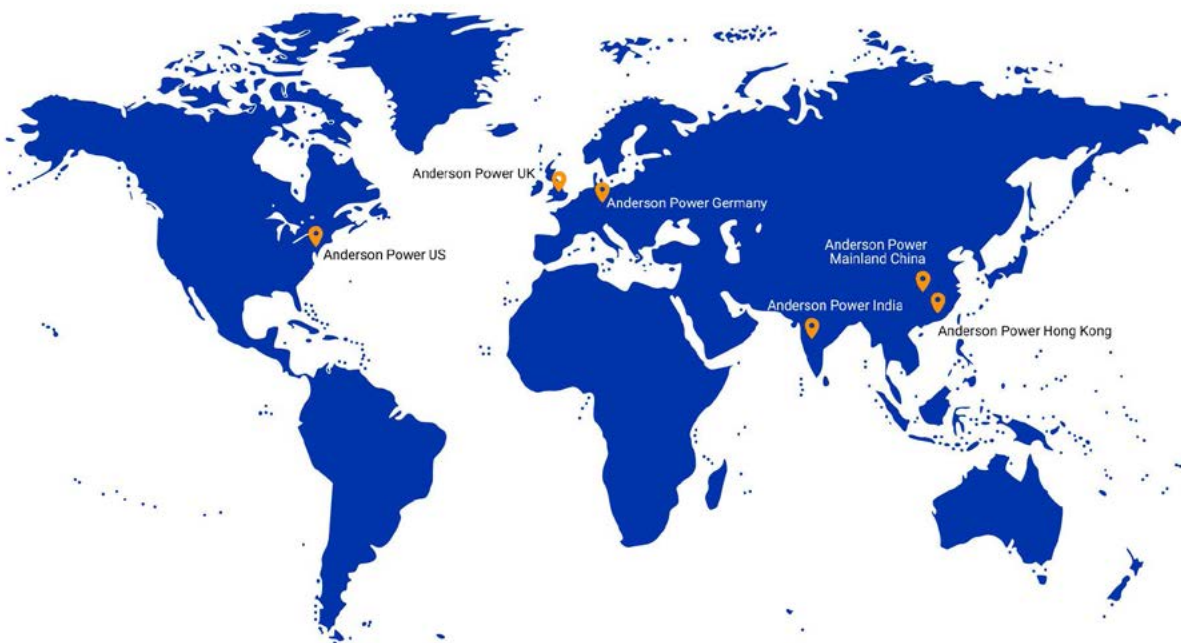 Anderson Power UK
Anderson Power Germany
Anderson Power US
Anderson Power
Mainland China
Anderson Power India
Anderson Power Hong Kong